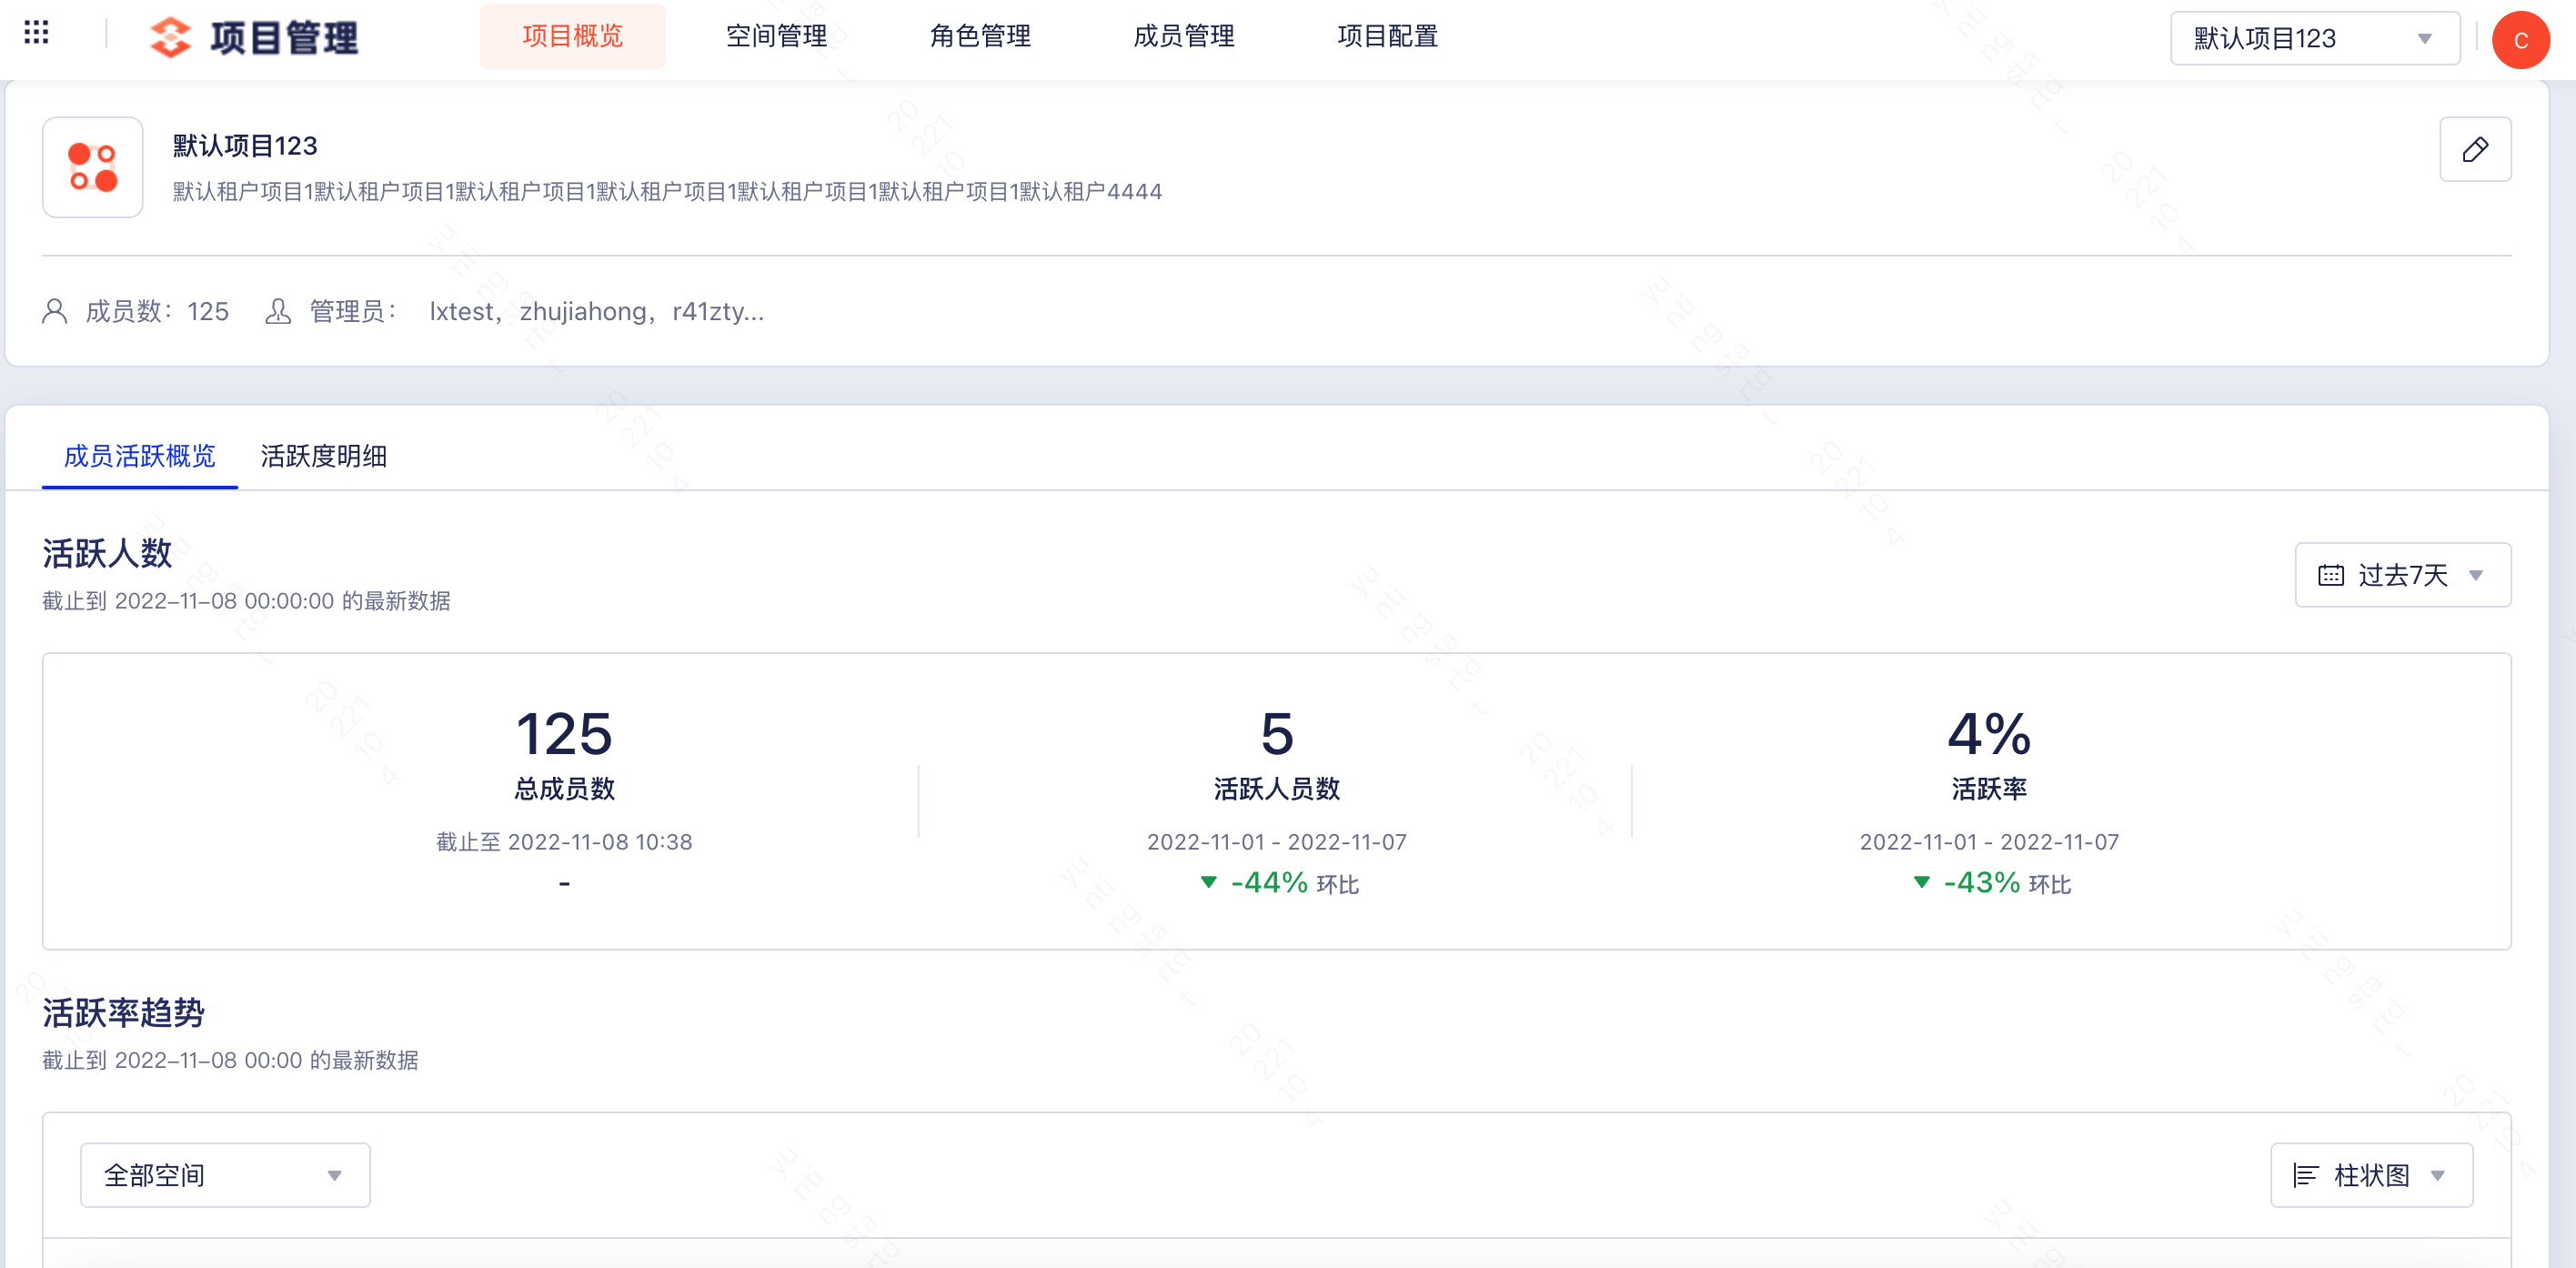 项目管理 项目概览 空间管理 角色管理 成员管理 项目配置 默认项目123 C
默认项目123
默认租户项目1默认租户项目1默认租户项目1默认租户项目1默认租户项目1默认租户项目1默认租户4444
成员数：125 管理员： lxtest，zhujiahong，r41zty...
成员活跃概览 活跃度明细
活跃人数
截止到 2022-11-08 00:00:00 的最新数据
过去7天
125 5 4%
总成员数 活跃人员数 活跃率
截止至 2022-11-08 10:38 2022-11-01 - 2022-11-07 2022-11-01 - 2022-11-07
- -44% 环比 -43% 环比
活跃率趋势
截止到 2022-11-08 00:00 的最新数据
全部空间 柱状图